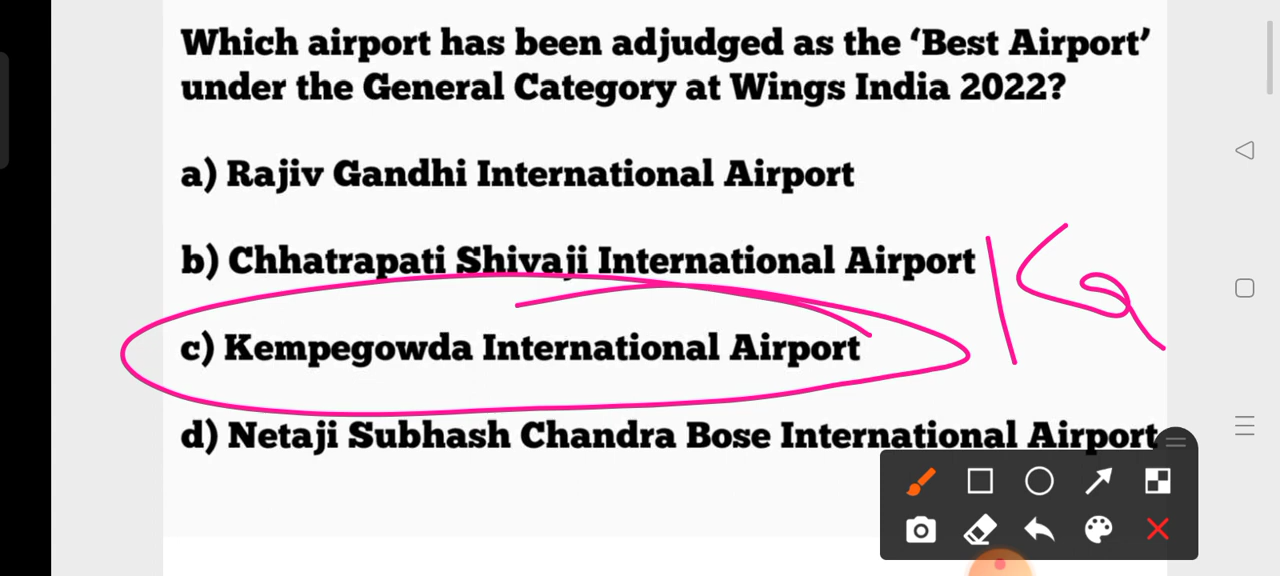 Which airport has been adjudged as the ‘Best Airport’
under the General Category at Wings India 2022?
a) Rajiv Gandhi International Airport
b) Chhatrapati Shivaji International Airport
c) Kempegowda International Airport
d) Netaji Subhash Chandra Bose International Airport